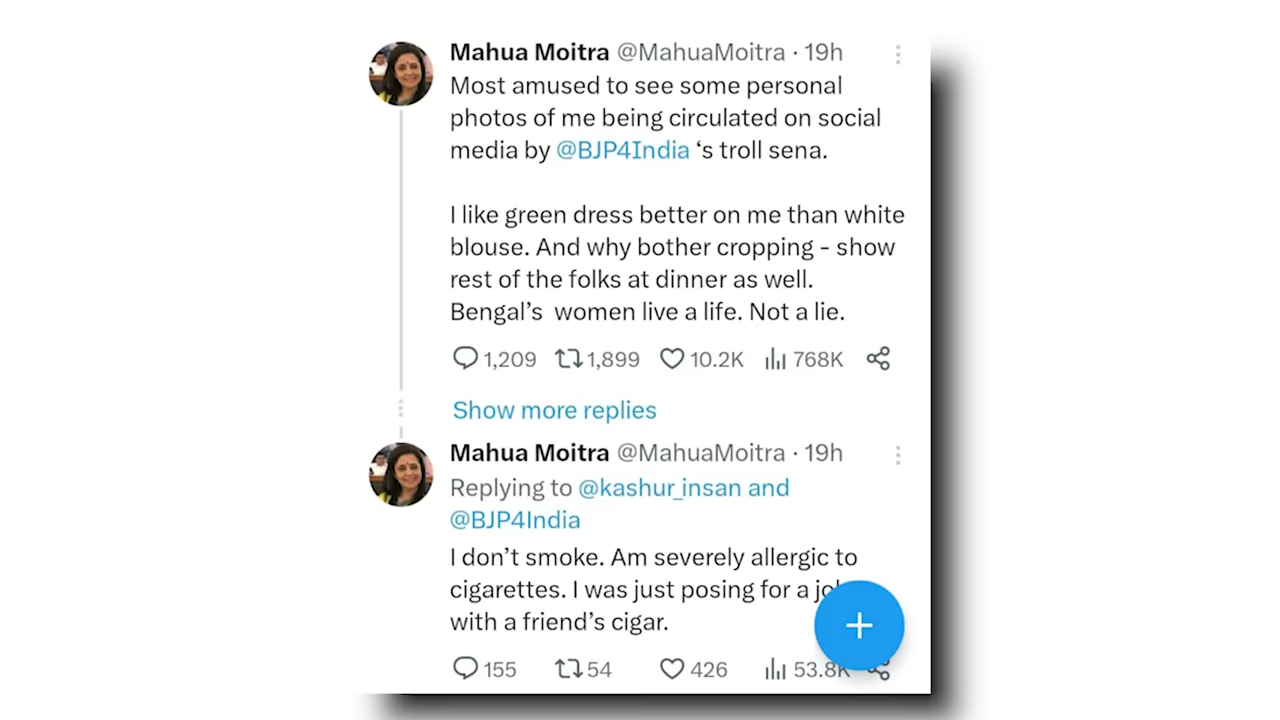 Mahua Moitra @MahuaMoitra · 19h
Most amused to see some personal
photos of me being circulated on social
media by @BJP4India ‘s troll sena.
I like green dress better on me than white
blouse. And why bother cropping - show
rest of the folks at dinner as well.
Bengal’s women live a life. Not a lie.
1,209 1,899 10.2K 768K
Show more replies
Mahua Moitra @MahuaMoitra · 19h
Replying to @kashur_insan and
@BJP4India
I don’t smoke. Am severely allergic to
cigarettes. I was just posing for a
with a friend’s cigar.
155 54 426 53.8K